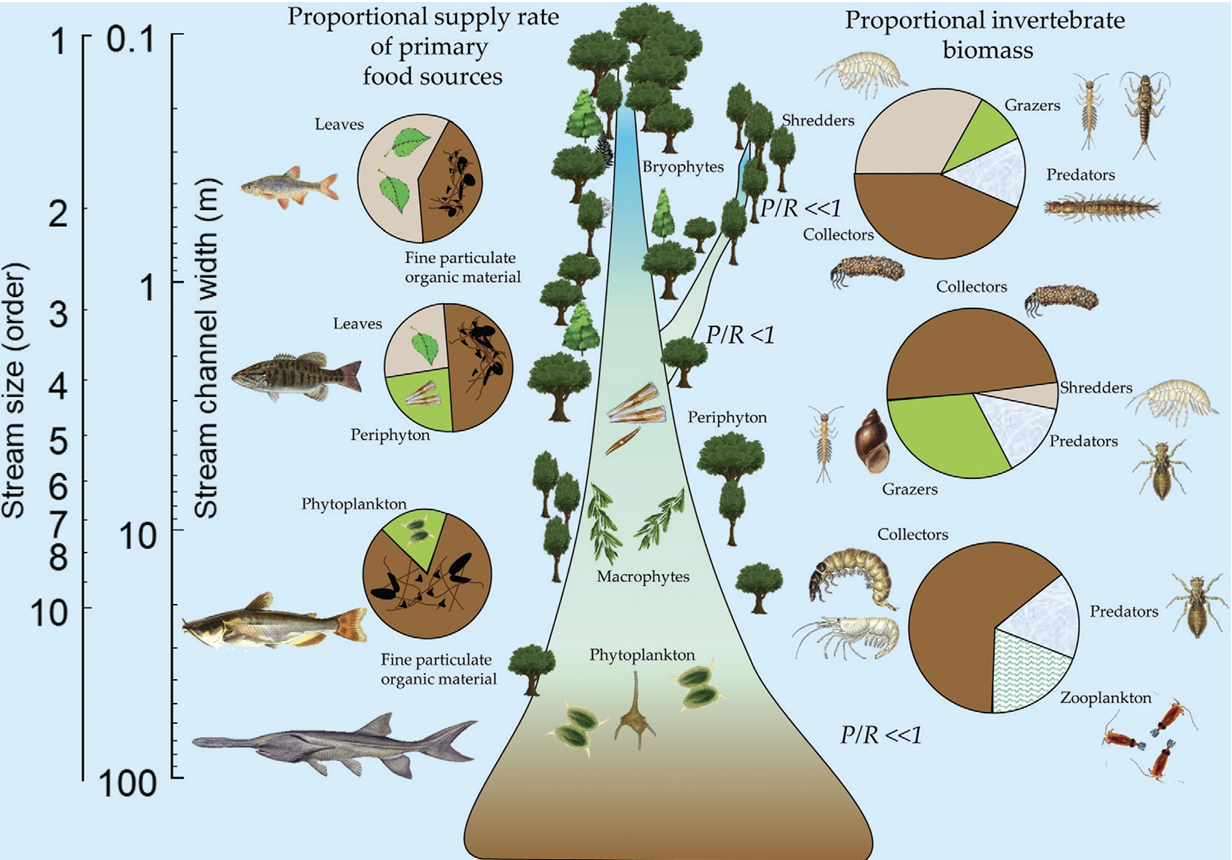 Proportional supply rate
of primary
food sources
Proportional invertebrate
biomass
Stream size (order)
1
2
3
4
5
6
7
8
10
Stream channel width (m)
0.1
1
10
100
Leaves
Fine particulate
organic material
Leaves
Periphyton
Phytoplankton
Fine particulate
organic material
Bryophytes
P/R <<1
P/R <1
Periphyton
Macrophytes
Phytoplankton
P/R <<1
Shredders
Grazers
Predators
Collectors
Collectors
Shredders
Predators
Grazers
Collectors
Predators
Zooplankton